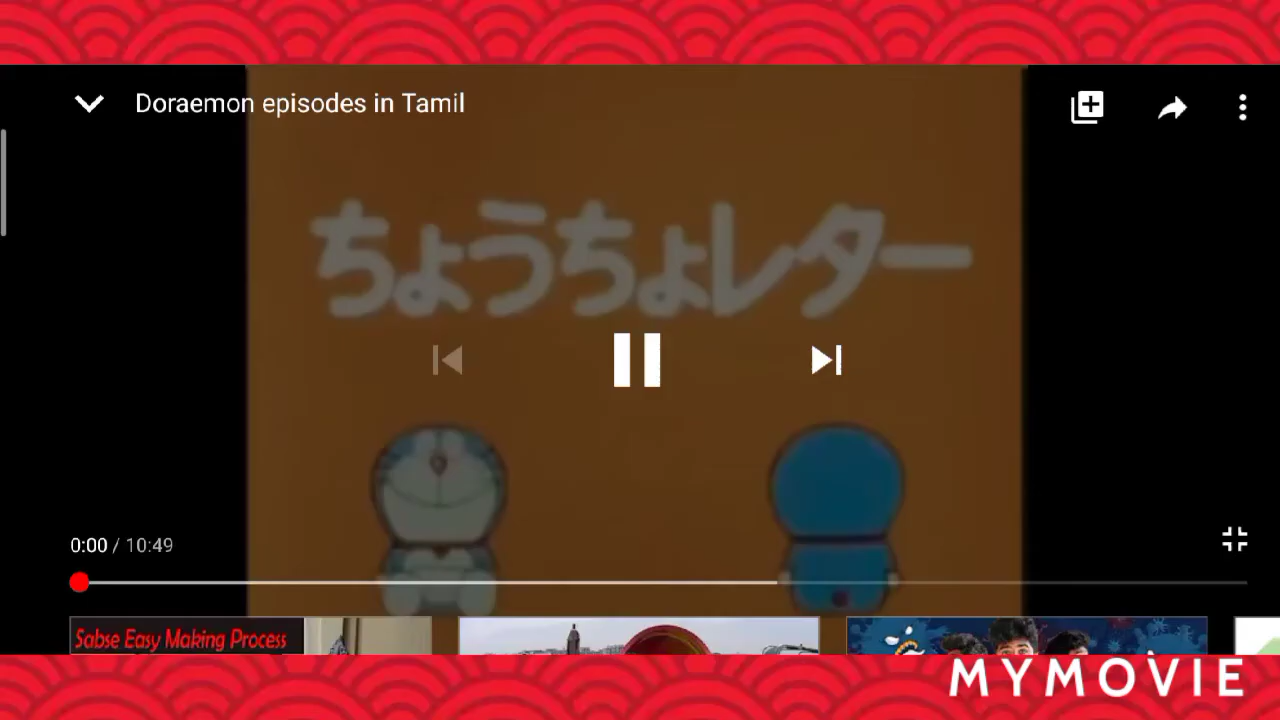 Doraemon episodes in Tamil
ちょうちょレター
0:00 / 10:49
Sabse Easy Making Process
MYMOVIE